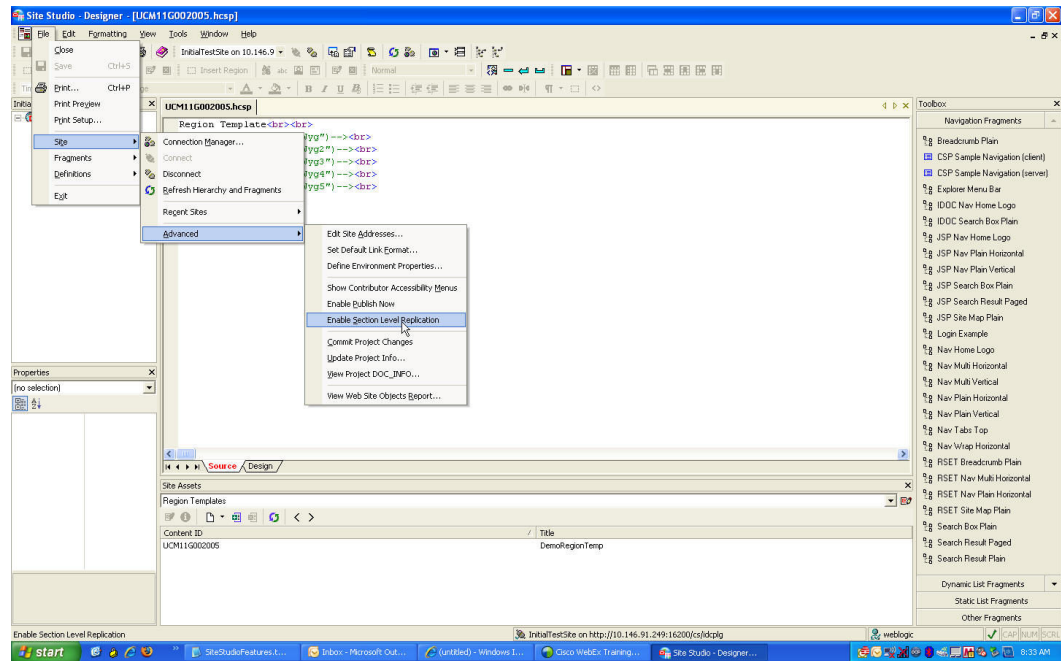 Site Studio - Designer - [UCM11G002005.hcsp]
File Edit Formatting View Tools Window Help
InitialTestSite on 10.146.9
Insert Region abc Normal
Close
Save Ctrl+S
Print... Ctrl+P
Print Preview
Print Setup...
Site
Fragments
Definitions
Exit
Connection Manager...
Connect
Disconnect
Refresh Hierarchy and Fragments
Recent Sites
Advanced
Edit Site Addresses...
Set Default Link Format...
Define Environment Properties...
Show Contributor Accessibility Menus
Enable Publish Now
Enable Section Level Replication
Commit Project Changes
Update Project Info...
View Project DOC_INFO...
View Web Site Objects Report...
UCM11G002005.hcsp
Region Template<br><br>
yg")--><br>
yg2")--><br>
yg3")--><br>
yg4")--><br>
yg5")--><br>
Source Design
Properties
(no selection)
Site Assets
Region Templates
Content ID / Title
UCM11G002005 DemoRegionTemp
Toolbox
Navigation Fragments
Breadcrumb Plain
CSP Sample Navigation (client)
CSP Sample Navigation (server)
Explorer Menu Bar
IDOC Nav Home Logo
IDOC Search Box Plain
JSP Nav Home Logo
JSP Nav Plain Horizontal
JSP Nav Plain Vertical
JSP Search Box Plain
JSP Search Result Paged
JSP Site Map Plain
Login Example
Nav Home Logo
Nav Multi Horizontal
Nav Multi Vertical
Nav Plain Horizontal
Nav Plain Vertical
Nav Tabs Top
Nav Wrap Horizontal
RSET Breadcrumb Plain
RSET Nav Multi Horizontal
RSET Nav Plain Horizontal
RSET Site Map Plain
Search Box Plain
Search Result Paged
Search Result Plain
Dynamic List Fragments
Static List Fragments
Other Fragments
Enable Section Level Replication
InitialTestSite on http://10.146.91.249:16200/cs/idcplg
weblogic
CAP NUM SCRL
start
SiteStudioFeatures.t...
Inbox - Microsoft Out...
(untitled) - Windows I...
Cisco WebEx Training...
Site Studio - Designer...
8:33 AM